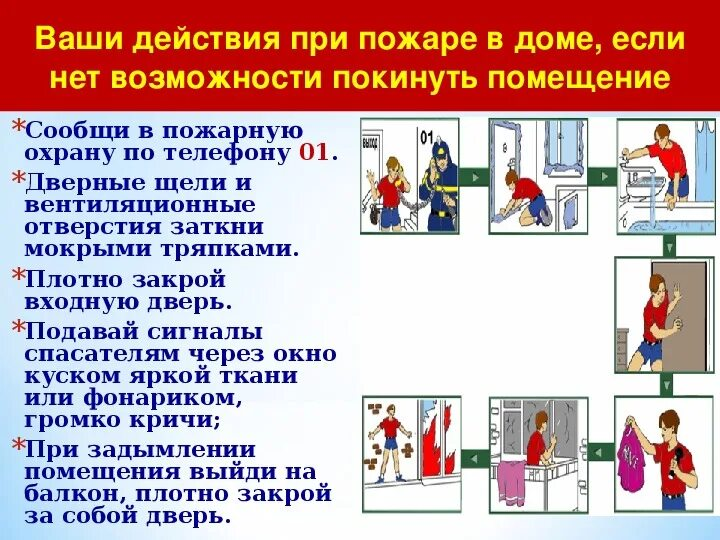 Ваши действия при пожаре в доме, если
нет возможности покинуть помещение
*Сообщи в пожарную
охрану по телефону 01.
*Дверные щели и
вентиляционные
отверстия заткни
мокрыми тряпками.
*Плотно закрой
входную дверь.
*Подавай сигналы
спасателям через окно
куском яркой ткани
или фонариком,
громко кричи;
*При задымлении
помещения выйди на
балкон, плотно закрой
за собой дверь.
ВЫХОД
01